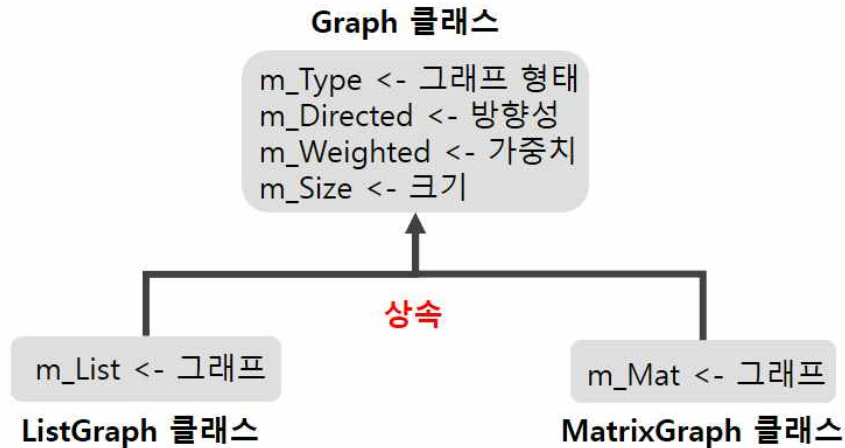 Graph 클래스
m_Type <- 그래프 형태
m_Directed <- 방향성
m_Weighted <- 가중치
m_Size <- 크기
상속
m_List <- 그래프
m_Mat <- 그래프
ListGraph 클래스
MatrixGraph 클래스